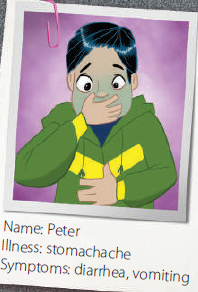 Name: Peter
Illness: stomachache
Symptoms: diarrhea, vomiting